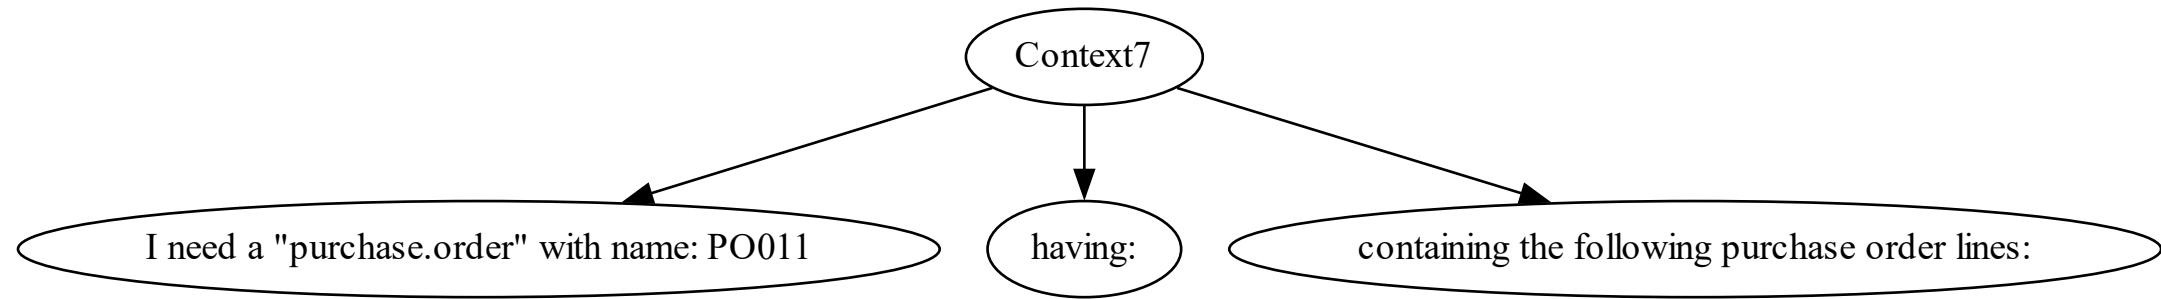 Context7
I need a "purchase.order" with name: PO011
having:
containing the following purchase order lines: